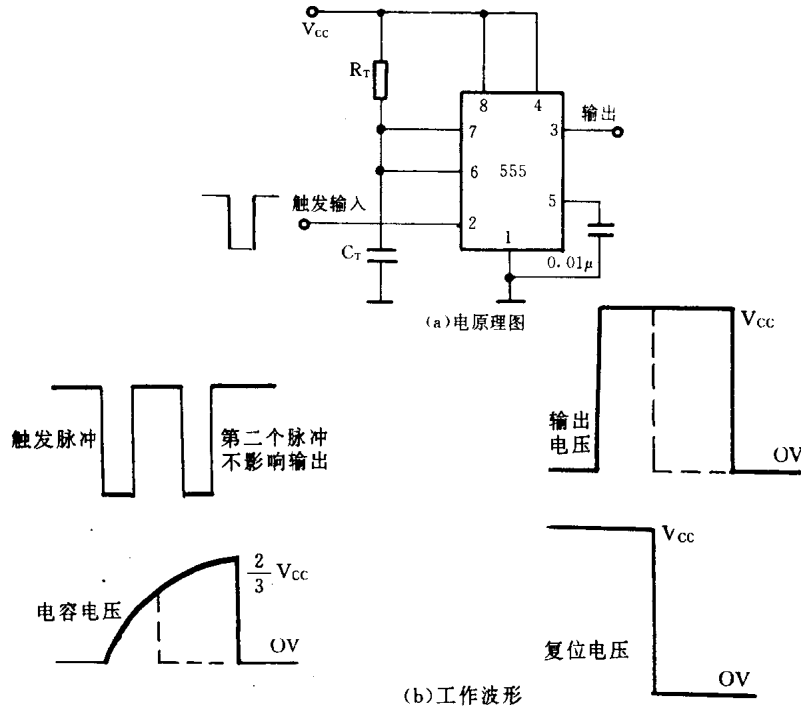 Vcc
RT
8
4
7
3
输出
6
555
5
触发输入
2
1
CT
0.01μ
(a)电原理图
Vcc
触发脉冲
第二个脉冲
不影响输出
输出
电压
OV
2/3 Vcc
Vcc
电容电压
OV
复位电压
OV
(b)工作波形